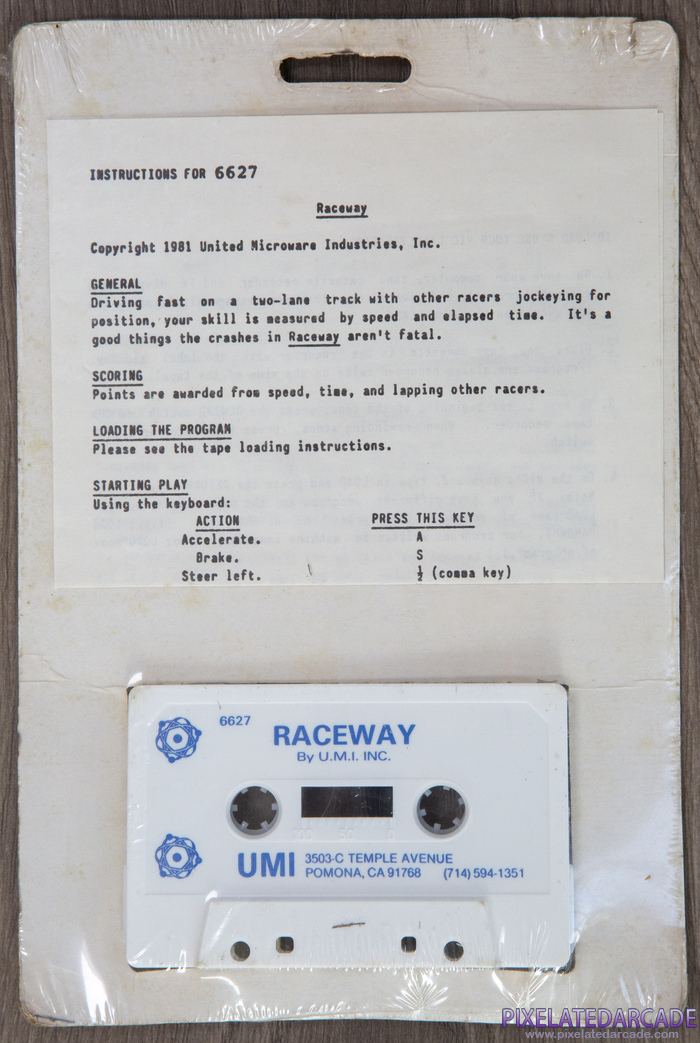 INSTRUCTIONS FOR 6627
Raceway
Copyright 1981 United Microware Industries, Inc.
GENERAL
Driving fast on a two-lane track with other racers jockeying for
position, your skill is measured by speed and elapsed time. It's a
good things the crashes in Raceway aren't fatal.
SCORING
Points are awarded from speed, time, and lapping other racers.
LOADING THE PROGRAM
Please see the tape loading instructions.
STARTING PLAY
Using the keyboard:
ACTION PRESS THIS KEY
Accelerate. A
Brake. S
Steer left. ½ (comma key)
6627
RACEWAY
By U.M.I. INC.
UMI 3503-C TEMPLE AVENUE
POMONA, CA 91768 (714) 594-1351
PIXELATEDARCADE
www.pixelatedarcade.com